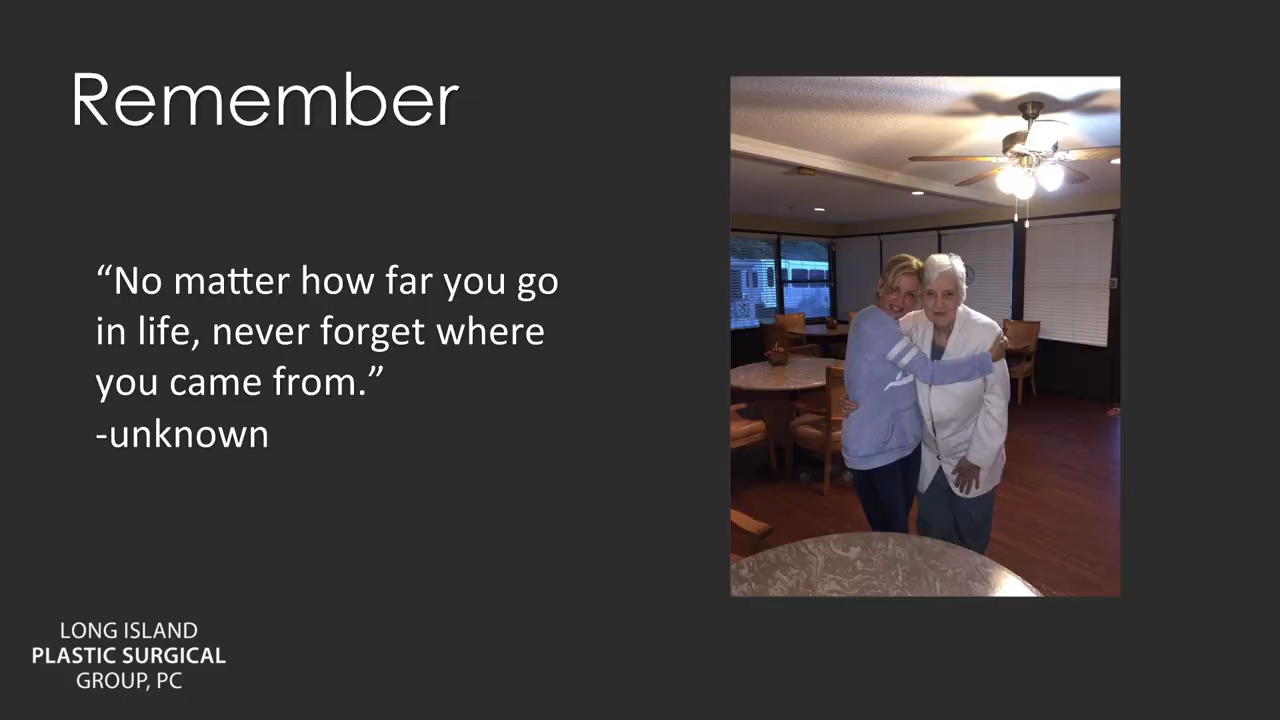 Remember
“No matter how far you go
in life, never forget where
you came from.”
-unknown
LONG ISLAND
PLASTIC SURGICAL
GROUP, PC